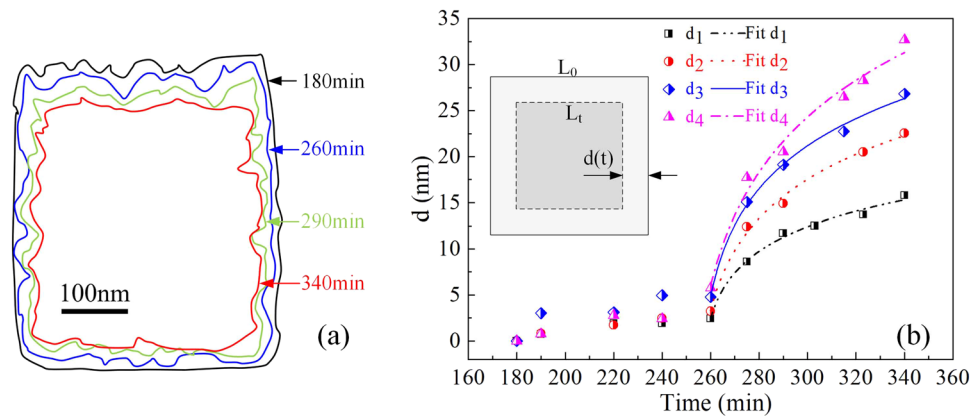 180min
260min
290min
340min
100nm
(a)
(b)
d (nm)
35
30
25
20
15
10
5
0
160 180 200 220 240 260 280 300 320 340 360
Time (min)
d1 Fit d1
d2 Fit d2
d3 Fit d3
d4 Fit d4
L0
Lt
d(t)